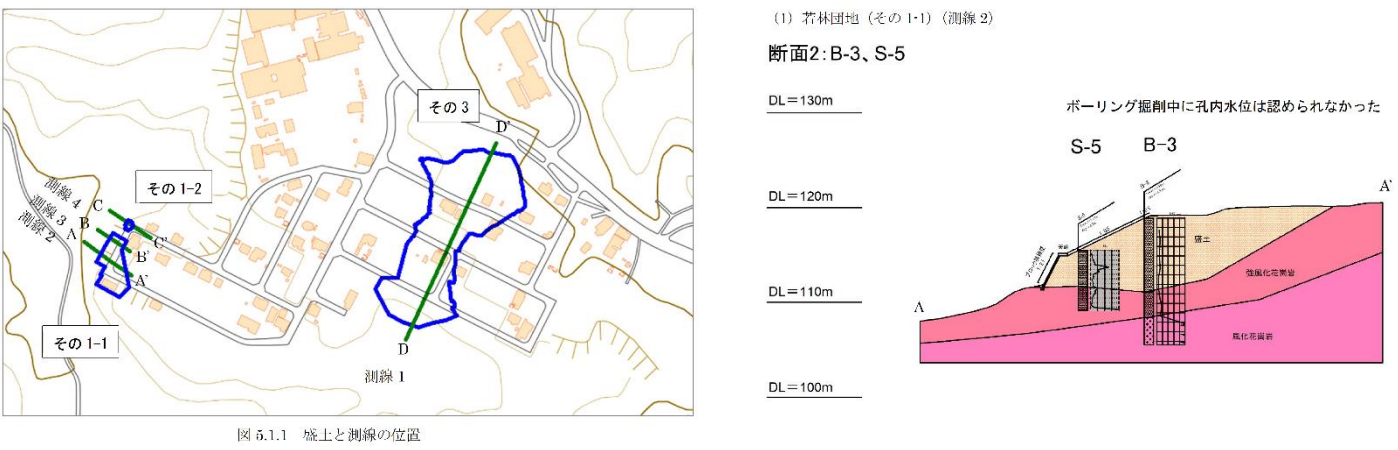 その 3
D'
その 1-2
測線 4
測線 3
測線 2
C
B
A
C'
B'
A'
その 1-1
D
測線 1
図 5.1.1 盛土と測線の位置
(1) 若林団地（その 1-1）（測線 2）
断面2：B-3、S-5
DL＝130m
ボーリング掘削中に孔内水位は認められなかった
S-5 B-3
DL＝120m
A'
盛土
強風化花崗岩
DL＝110m
A
風化花崗岩
DL＝100m